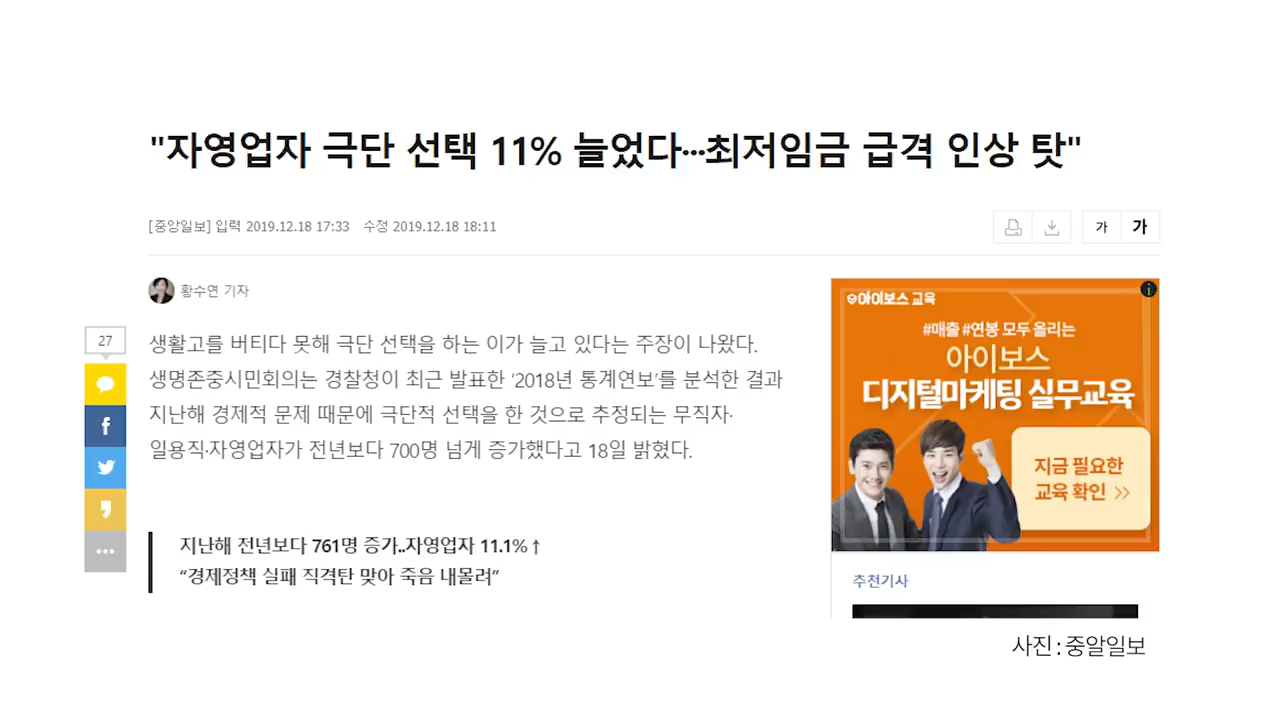 "자영업자 극단 선택 11% 늘었다…최저임금 급격 인상 탓"
[중앙일보] 입력 2019.12.18 17:33 수정 2019.12.18 18:11
가 가
황수연 기자
27
생활고를 버티다 못해 극단 선택을 하는 이가 늘고 있다는 주장이 나왔다.
생명존중시민회의는 경찰청이 최근 발표한 '2018년 통계연보'를 분석한 결과
지난해 경제적 문제 때문에 극단적 선택을 한 것으로 추정되는 무직자·
일용직·자영업자가 전년보다 700명 넘게 증가했다고 18일 밝혔다.
지난해 전년보다 761명 증가..자영업자 11.1%↑
“경제정책 실패 직격탄 맞아 죽음 내몰려”
아이보스 교육
#매출 #연봉 모두 올리는
아이보스
디지털마케팅 실무교육
지금 필요한
교육 확인 >>
추천기사
사진 : 중알일보